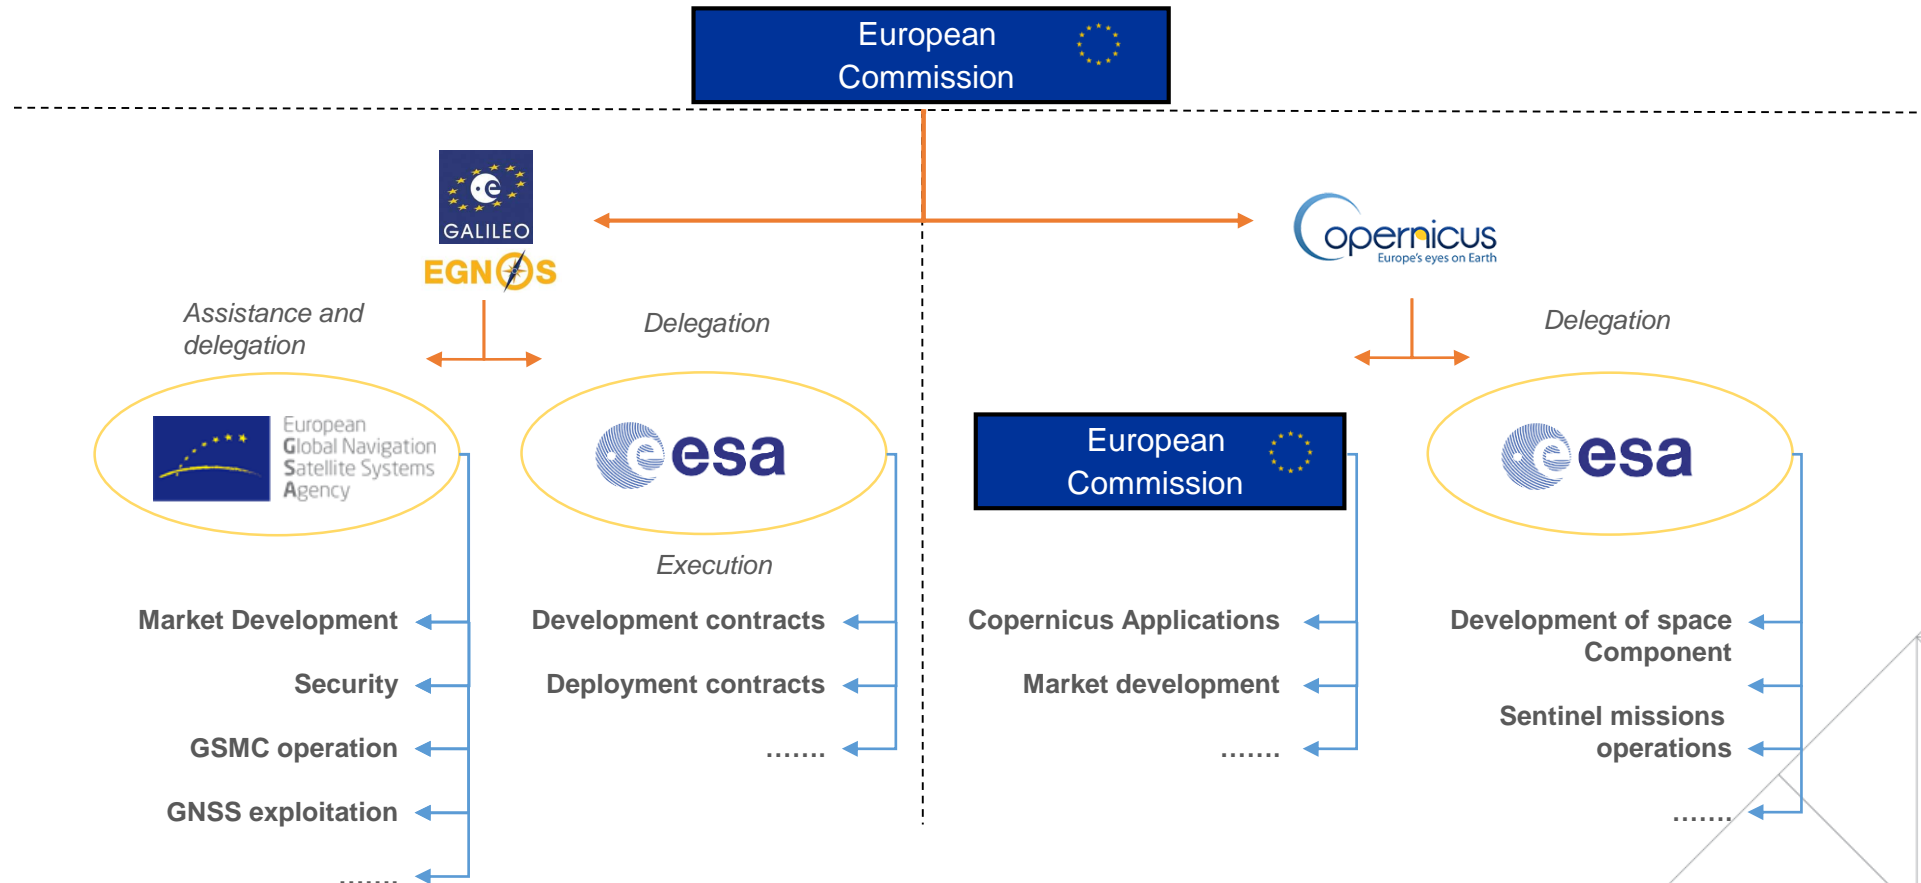 European
Commission
GALILEO
EGNOS
Copernicus
Europe's eyes on Earth
Assistance and
delegation
Delegation
Delegation
European
Global Navigation
Satellite Systems
Agency
esa
European
Commission
esa
Execution
Market Development
Security
GSMC operation
GNSS exploitation
.......
Development contracts
Deployment contracts
.......
Copernicus Applications
Market development
.......
Development of space
Component
Sentinel missions
operations
.......